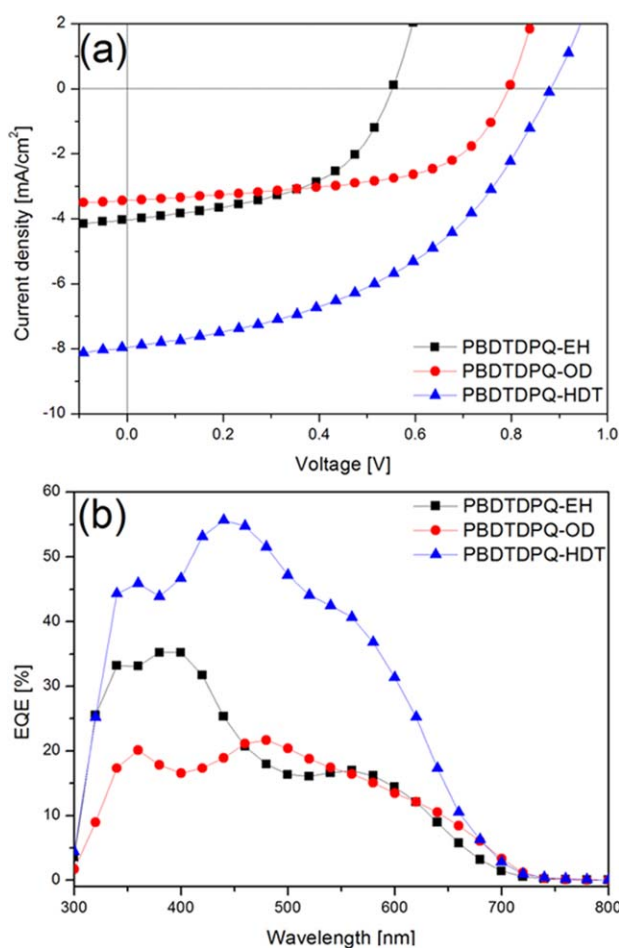 (a)
2
0
-2
-4
-6
-8
-10
Current density [mA/cm²]
PBDTDPQ-EH
PBDTDPQ-OD
PBDTDPQ-HDT
0.0 0.2 0.4 0.6 0.8 1.0
Voltage [V]
(b)
60
50
40
30
20
10
0
EQE [%]
PBDTDPQ-EH
PBDTDPQ-OD
PBDTDPQ-HDT
300 400 500 600 700 800
Wavelength [nm]